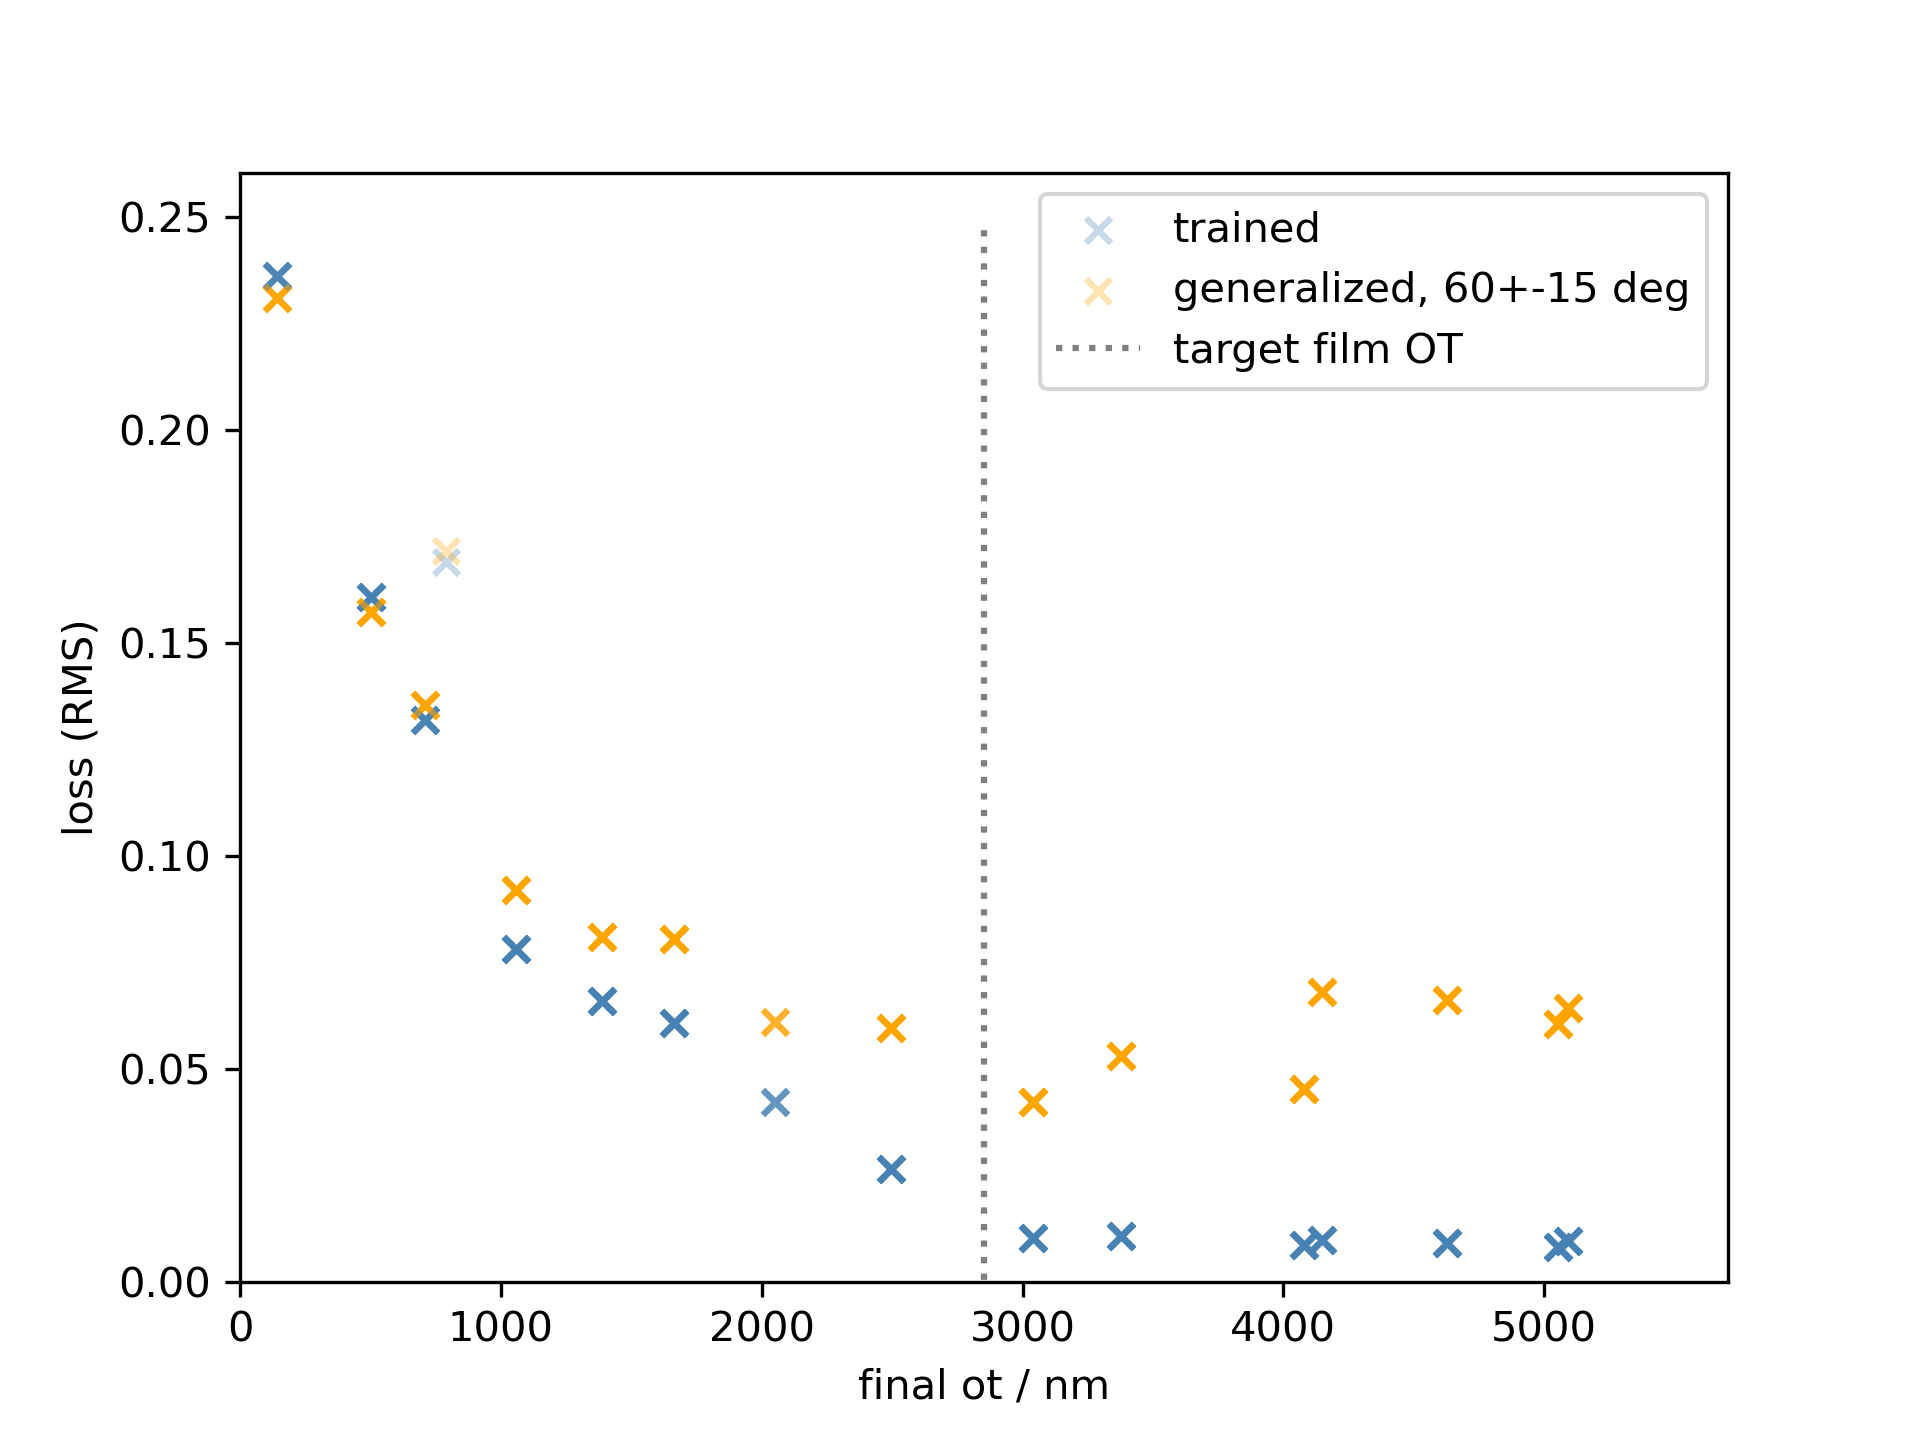 trained
generalized, 60+-15 deg
target film OT
0.25
0.20
0.15
0.10
0.05
0.00
loss (RMS)
0 1000 2000 3000 4000 5000
final ot / nm